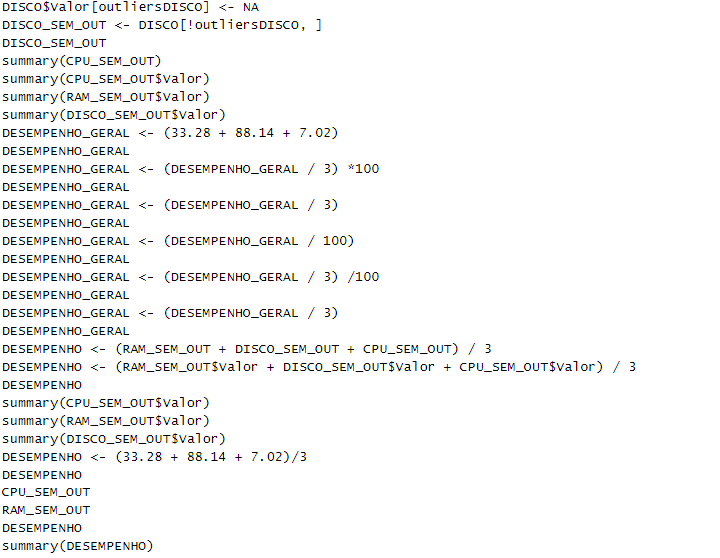 DISCO$Valor[outliersDISCO] <- NA
DISCO_SEM_OUT <- DISCO[!outliersDISCO, ]
DISCO_SEM_OUT
summary(CPU_SEM_OUT)
summary(CPU_SEM_OUT$Valor)
summary(RAM_SEM_OUT$Valor)
summary(DISCO_SEM_OUT$Valor)
DESEMPENHO_GERAL <- (33.28 + 88.14 + 7.02)
DESEMPENHO_GERAL
DESEMPENHO_GERAL <- (DESEMPENHO_GERAL / 3) *100
DESEMPENHO_GERAL
DESEMPENHO_GERAL <- (DESEMPENHO_GERAL / 3)
DESEMPENHO_GERAL
DESEMPENHO_GERAL <- (DESEMPENHO_GERAL / 100)
DESEMPENHO_GERAL
DESEMPENHO_GERAL <- (DESEMPENHO_GERAL / 3) /100
DESEMPENHO_GERAL
DESEMPENHO_GERAL <- (DESEMPENHO_GERAL / 3)
DESEMPENHO_GERAL
DESEMPENHO <- (RAM_SEM_OUT + DISCO_SEM_OUT + CPU_SEM_OUT) / 3
DESEMPENHO <- (RAM_SEM_OUT$Valor + DISCO_SEM_OUT$Valor + CPU_SEM_OUT$Valor) / 3
DESEMPENHO
summary(CPU_SEM_OUT$Valor)
summary(RAM_SEM_OUT$Valor)
summary(DISCO_SEM_OUT$Valor)
DESEMPENHO <- (33.28 + 88.14 + 7.02)/3
DESEMPENHO
CPU_SEM_OUT
RAM_SEM_OUT
DESEMPENHO
summary(DESEMPENHO)